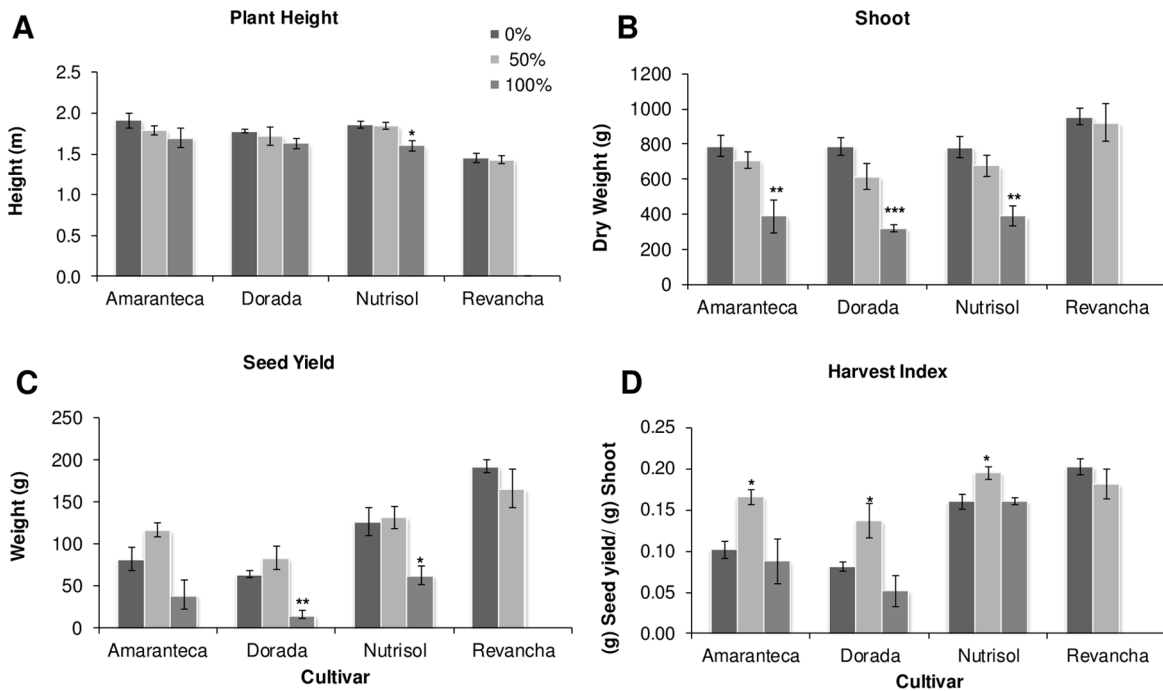 A
Plant Height
0%
50%
100%
Height (m)
2.5
2.0
1.5
1.0
0.5
0.0
*
Amaranteca Dorada Nutrisol Revancha
B
Shoot
Dry Weight (g)
1200
1000
800
600
400
200
0
**
***
**
Amaranteca Dorada Nutrisol Revancha
C
Seed Yield
Weight (g)
250
200
150
100
50
0
**
*
Amaranteca Dorada Nutrisol Revancha
Cultivar
D
Harvest Index
(g) Seed yield/ (g) Shoot
0.25
0.20
0.15
0.10
0.05
0.00
*
*
*
Amaranteca Dorada Nutrisol Revancha
Cultivar